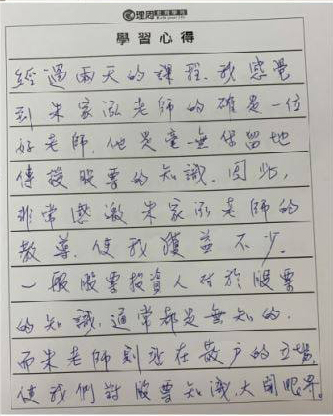 理周教育學苑
學習心得
經過兩天的課程,我感覺
到朱家泓老師的確是一位
好老師,他是毫無保留地
傳授股票的知識,因此,
非常感激朱家泓老師的
教導,使我獲益不少.
一般股票投資人對於股票
的知識,通常都是無知的.
而朱老師則站在散戶的立場,
使我們對股票知識大開眼界.